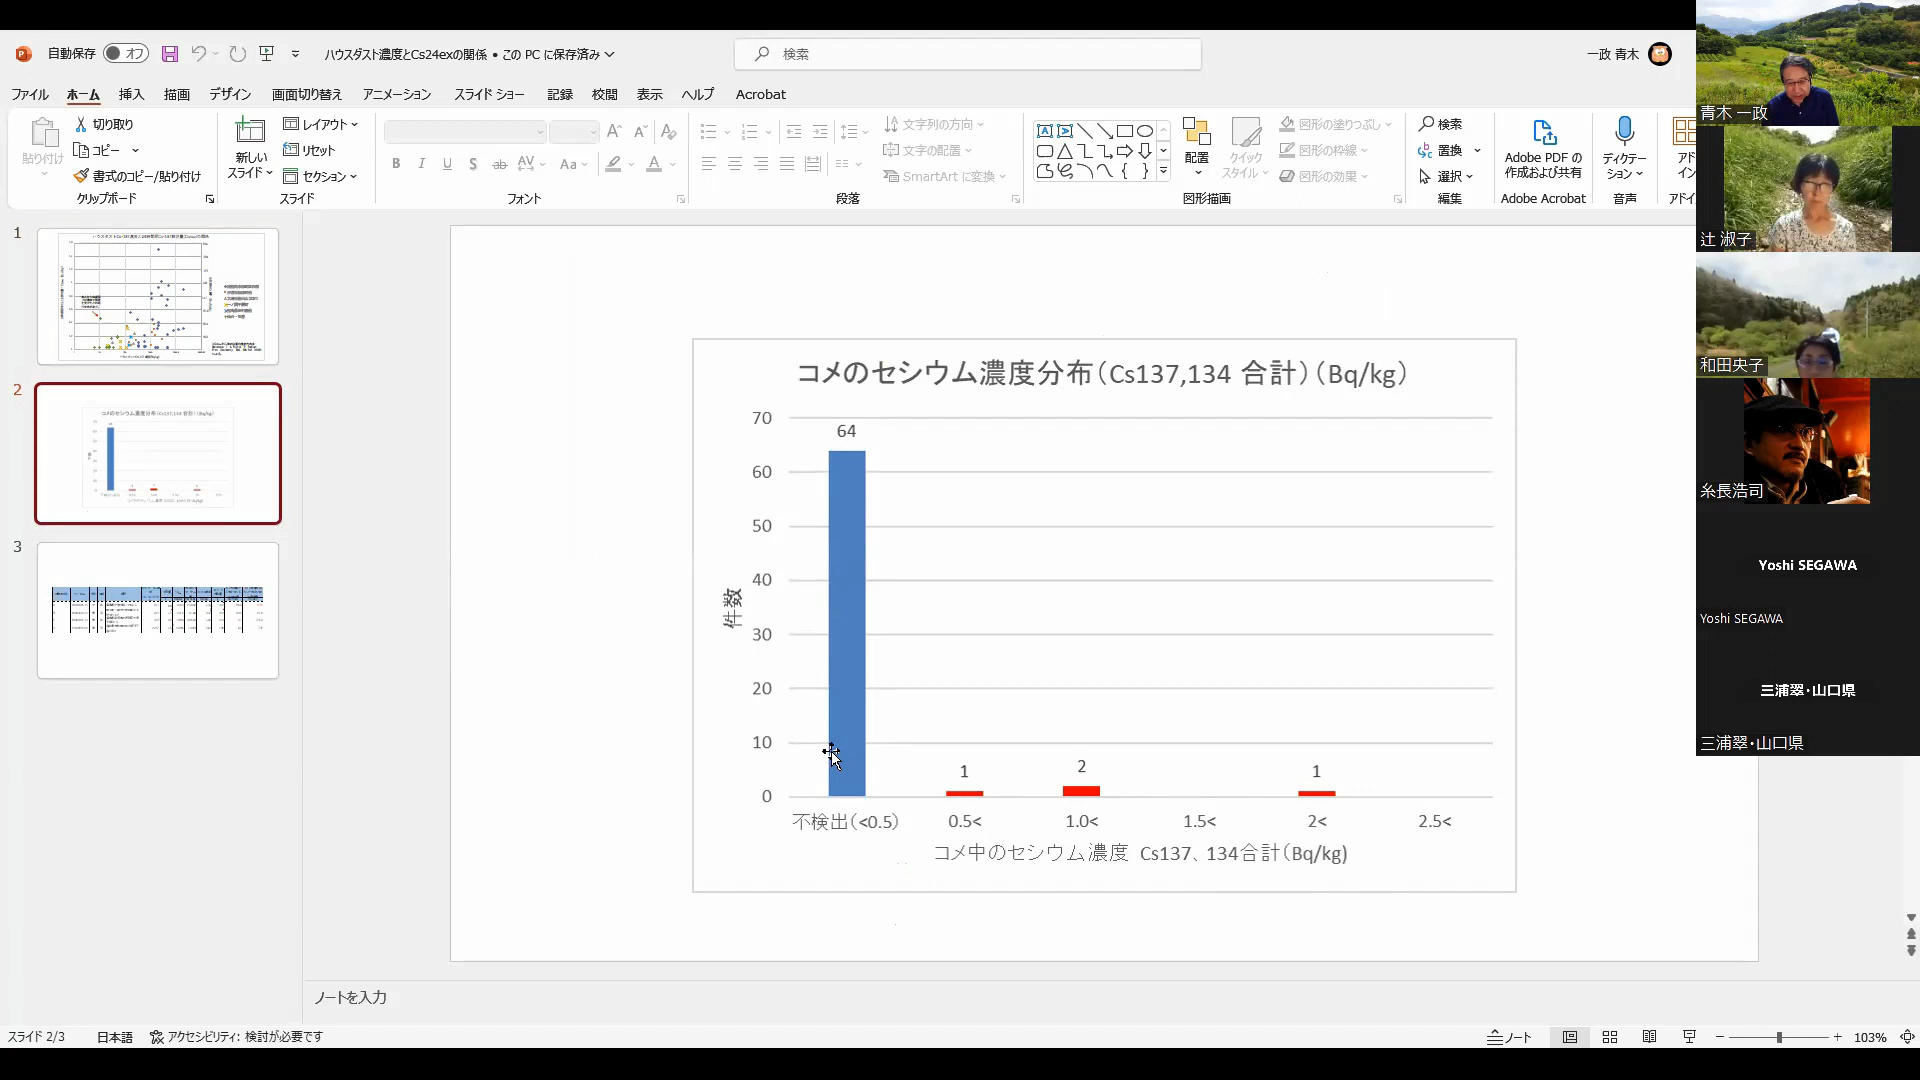 自動保存 オフ ハウスダスト濃度とCs24exの関係 • この PC に保存済み 検索 一政 青木
ファイル ホーム 挿入 描画 デザイン 画面切り替え アニメーション スライド ショー 記録 校閲 表示 ヘルプ Acrobat
貼り付け
切り取り
コピー
書式のコピー/貼り付け
クリップボード
新しい
スライド
レイアウト
リセット
セクション
スライド
B I U S ab AV Aa A
フォント
文字列の方向
文字の配置
SmartArt に変換
段落
配置
クイック
スタイル
図形の塗りつぶし
図形の枠線
図形の効果
図形描画
検索
置換
選択
編集
Adobe PDF の
作成および共有
Adobe Acrobat
ディクテー
ション
音声
アド
イン
アドイ
1
2
3
コメのセシウム濃度分布（Cs137,134 合計）（Bq/kg）
70
60
50
40
30
20
10
0
件数
64
1
2
1
不検出（<0.5） 0.5< 1.0< 1.5< 2< 2.5<
コメ中のセシウム濃度 Cs137、134合計（Bq/kg)
ノートを入力
スライド 2/3 日本語 アクセシビリティ: 検討が必要です ノート 103%
青木 一政
辻 淑子
和田央子
糸長浩司
Yoshi SEGAWA
Yoshi SEGAWA
三浦翠・山口県
三浦翠・山口県